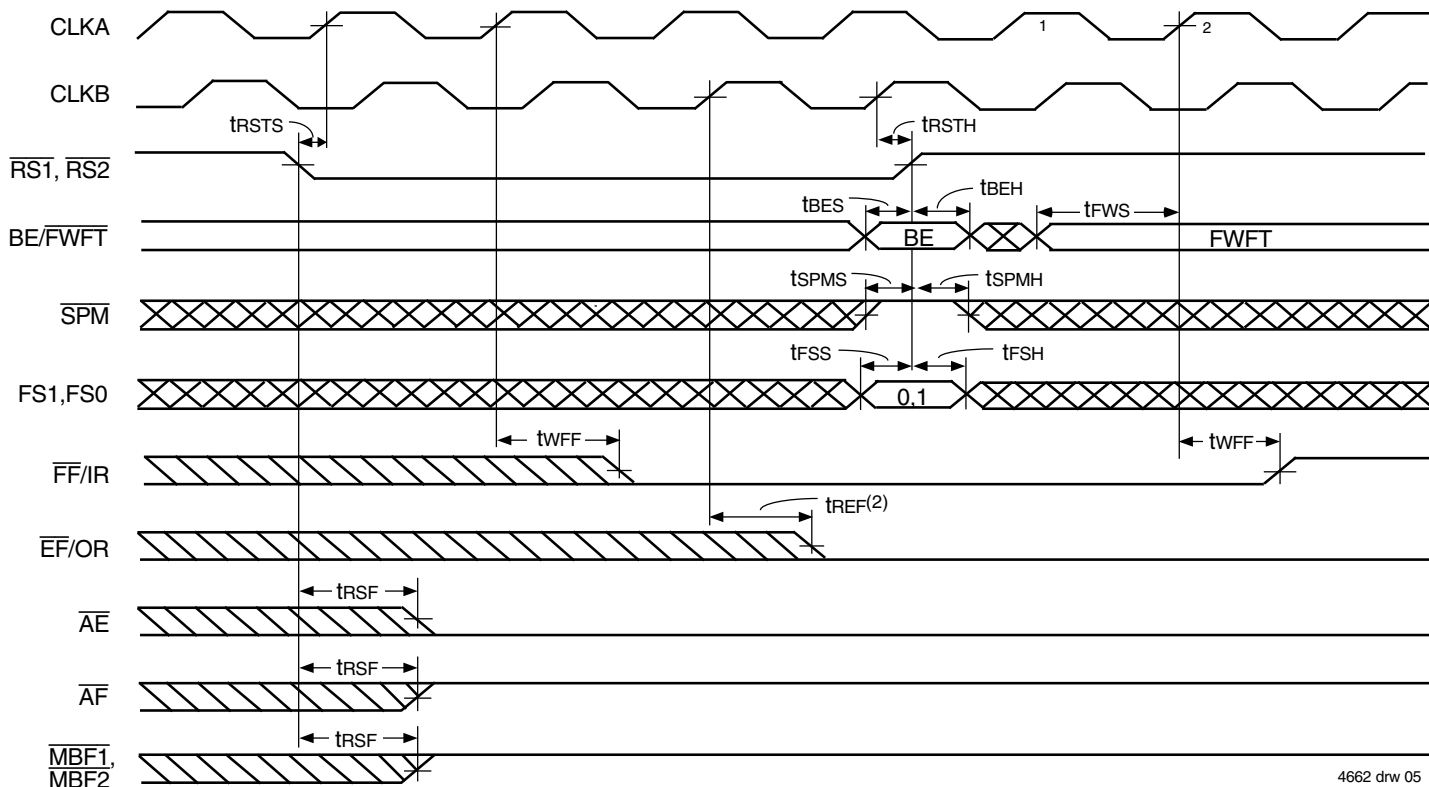 CLKA
1
2
CLKB
tRSTS
tRSTH
RS1, RS2
tBES
tBEH
tFWS
BE/FWFT
BE
FWFT
tSPMS
tSPMH
SPM
tFSS
tFSH
FS1,FS0
0,1
tWFF
tWFF
FF/IR
tREF(2)
EF/OR
tRSF
AE
tRSF
AF
tRSF
MBF1,
MBF2
4662 drw 05